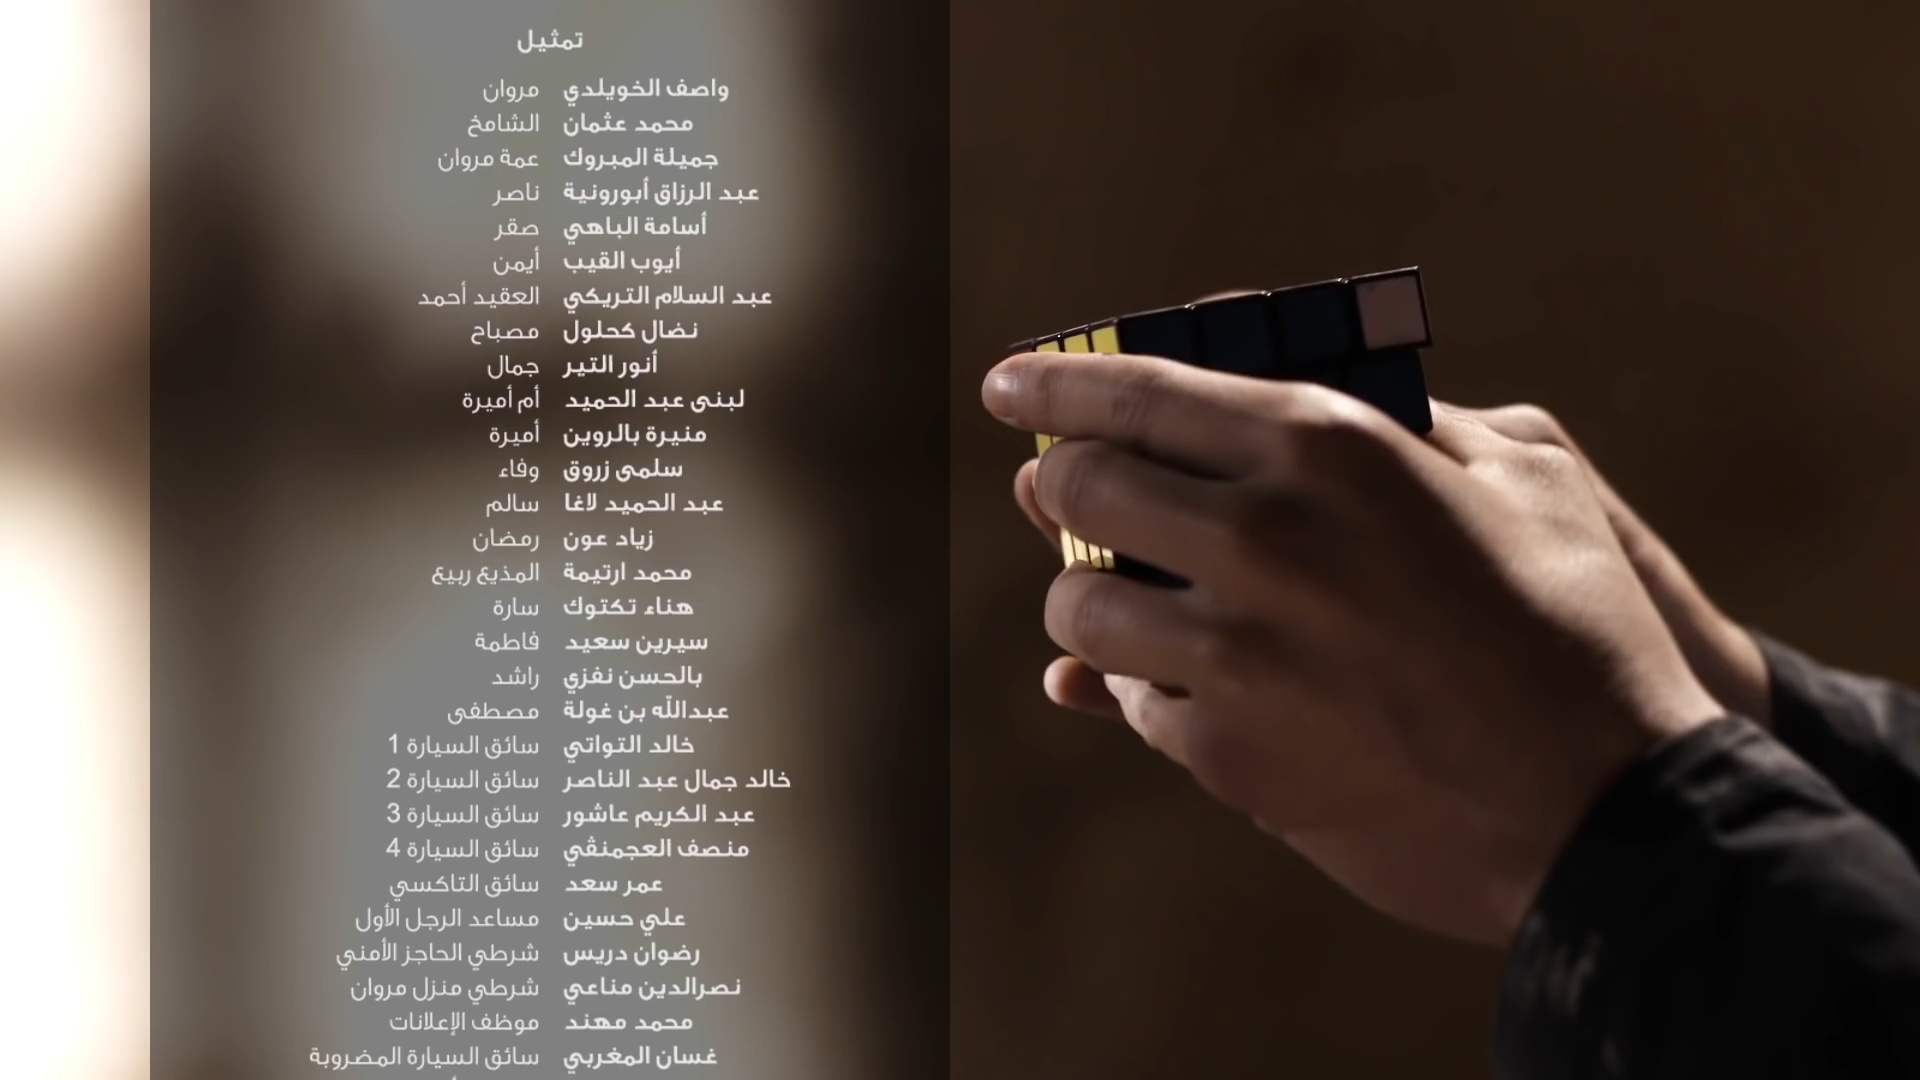 تمثيل
واصف الخويلدي مروان
محمد عثمان الشامخ
جميلة المبروك عمة مروان
عبد الرزاق أبورونية ناصر
أسامة الباهي صقر
أيوب القيب أيمن
عبد السلام التريكي العقيد أحمد
نضال كحلول مصباح
أنور التير جمال
لبنى عبد الحميد أم أميرة
منيرة بالروين أميرة
سلمى زروق وفاء
عبد الحميد لاغا سالم
زياد عون رمضان
محمد ارتيمة المذيع ربيع
هناء تكتوك سارة
سيرين سعيد فاطمة
بالحسن نفزي راشد
عبدالله بن غولة مصطفى
خالد التواتي سائق السيارة 1
خالد جمال عبد الناصر سائق السيارة 2
عبد الكريم عاشور سائق السيارة 3
منصف العجمنڤي سائق السيارة 4
عمر سعد سائق التاكسي
علي حسين مساعد الرجل الأول
رضوان دريس شرطي الحاجز الأمني
نصرالدين مناعي شرطي منزل مروان
محمد مهند موظف الإعلانات
غسان المغربي سائق السيارة المضروبة